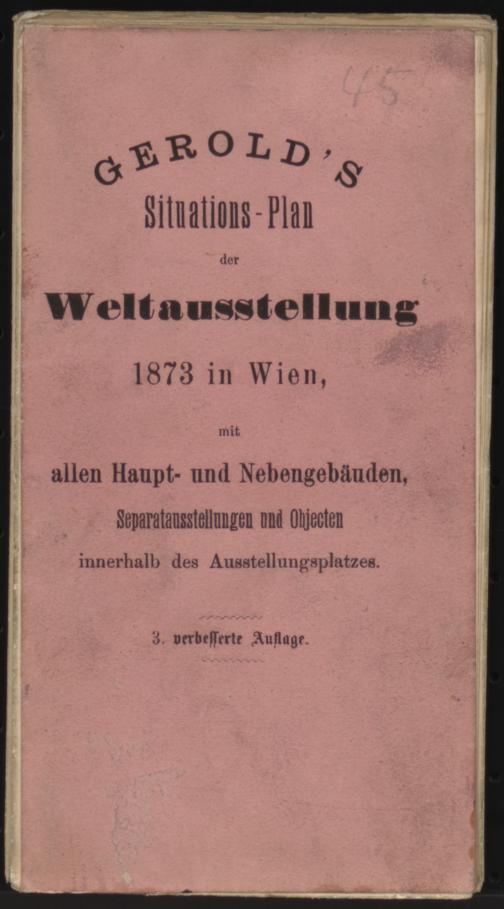 45
GEROLD'S
Situations-Plan
der
Weltausstellung
1873 in Wien,
mit
allen Haupt- und Nebengebäuden,
Separatausstellungen und Objecten
innerhalb des Ausstellungsplatzes.
3. verbesserte Auflage.